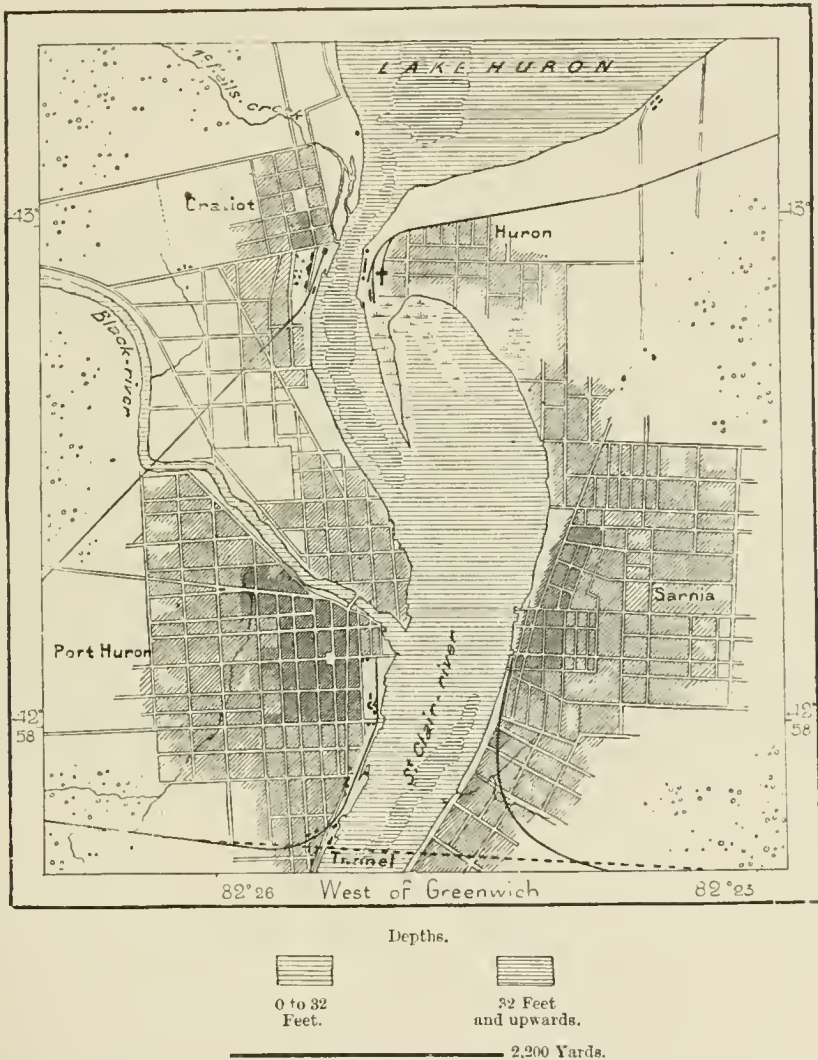 LAKE HURON
Craliot
43°
43°
Huron
Black-river
Sarnia
Port Huron
St Clair-river
42°
58
42°
58
Tunnel
82°26 West of Greenwich 82°23
Depths.
0 to 32
Feet.
32 Feet
and upwards.
2,200 Yards.